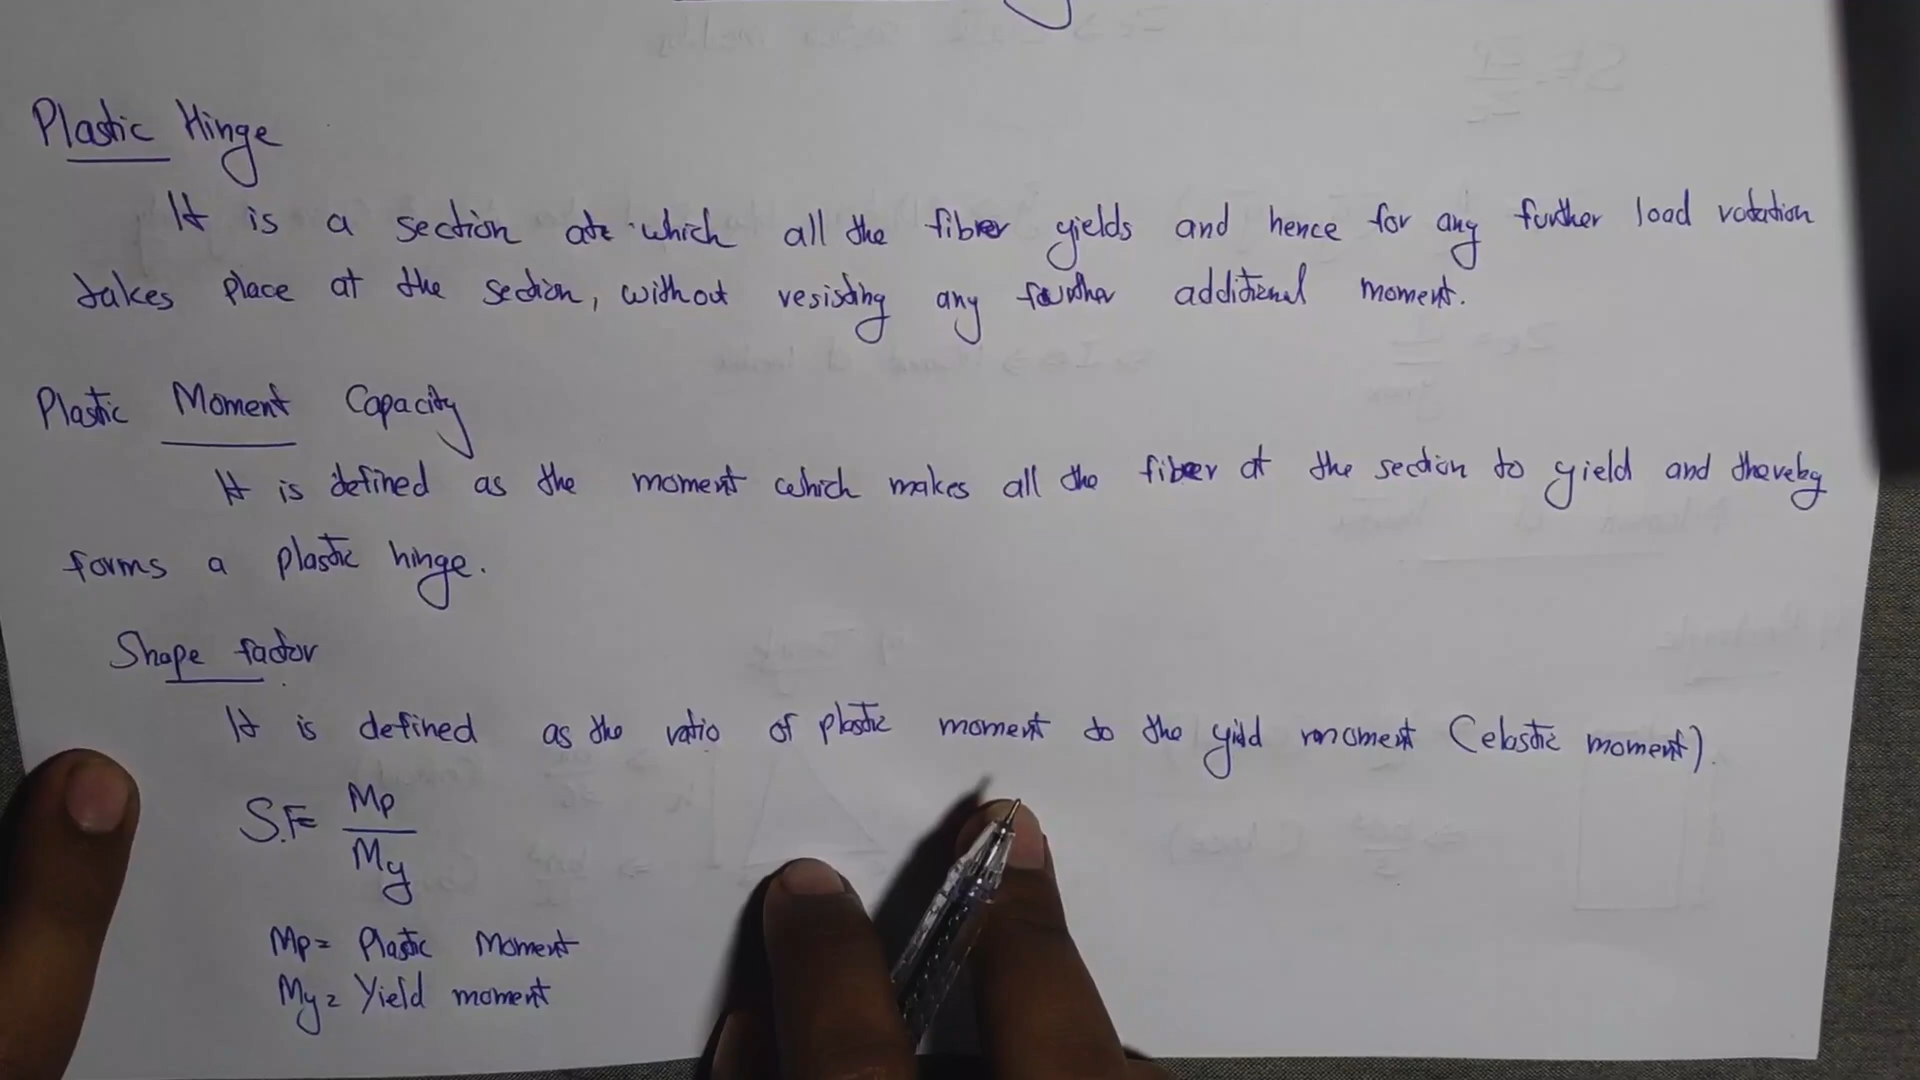 Plastic Hinge
It is a section at which all the fiber yields and hence for any further load rotation
takes place at the section, without resisting any further additional moment.
Plastic Moment Capacity
It is defined as the moment which makes all the fiber at the section to yield and thereby
forms a plastic hinge.
Shape factor
It is defined as the ratio of plastic moment to the yield moment (elastic moment).
S.F = Mp / My
Mp = Plastic Moment
My = Yield moment